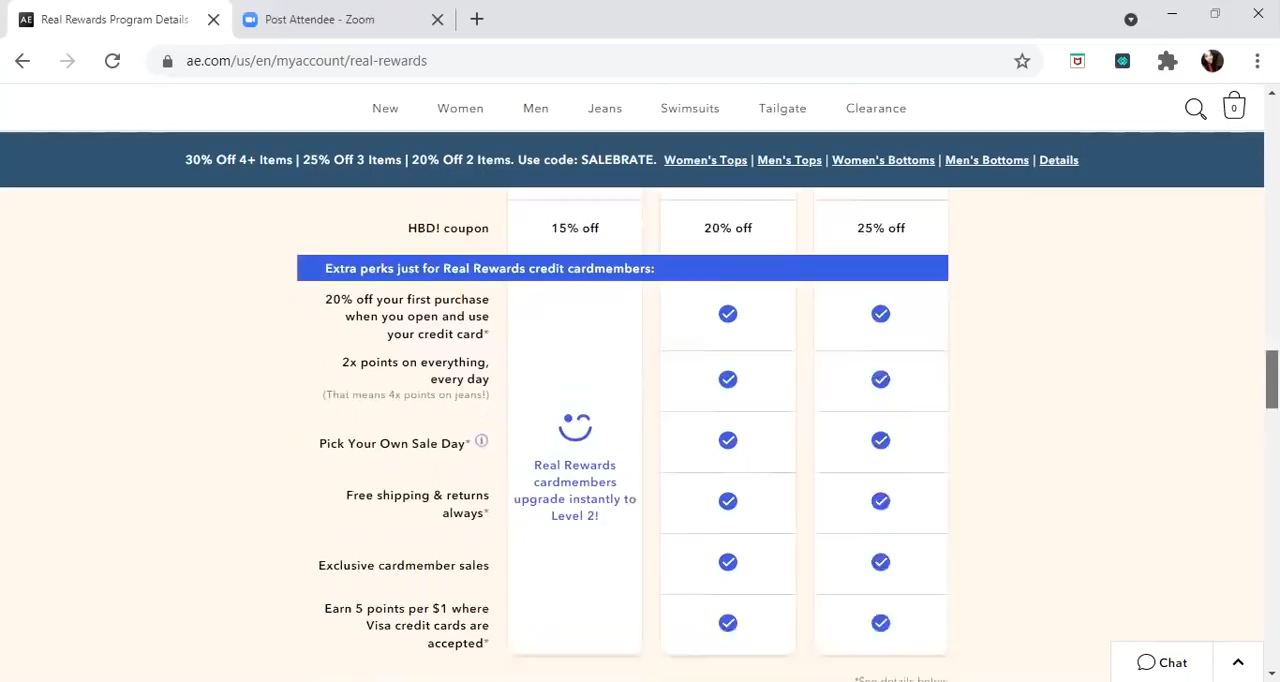 AE Real Rewards Program Details
Post Attendee - Zoom
ae.com/us/en/myaccount/real-rewards
New Women Men Jeans Swimsuits Tailgate Clearance
0
30% Off 4+ Items | 25% Off 3 Items | 20% Off 2 Items. Use code: SALEBRATE. Women's Tops | Men's Tops | Women's Bottoms | Men's Bottoms | Details
HBD! coupon 15% off 20% off 25% off
Extra perks just for Real Rewards credit cardmembers:
20% off your first purchase
when you open and use
your credit card*
2x points on everything,
every day
(That means 4x points on jeans!)
Pick Your Own Sale Day*
Free shipping & returns
always*
Exclusive cardmember sales
Earn 5 points per $1 where
Visa credit cards are
accepted*
Real Rewards
cardmembers
upgrade instantly to
Level 2!
*See details below
Chat